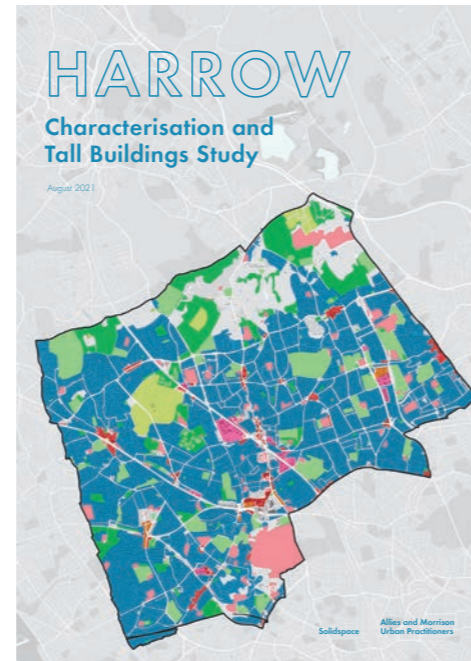 HARROW
Characterisation and
Tall Buildings Study
August 2021
Solidspace
Allies and Morrison
Urban Practitioners